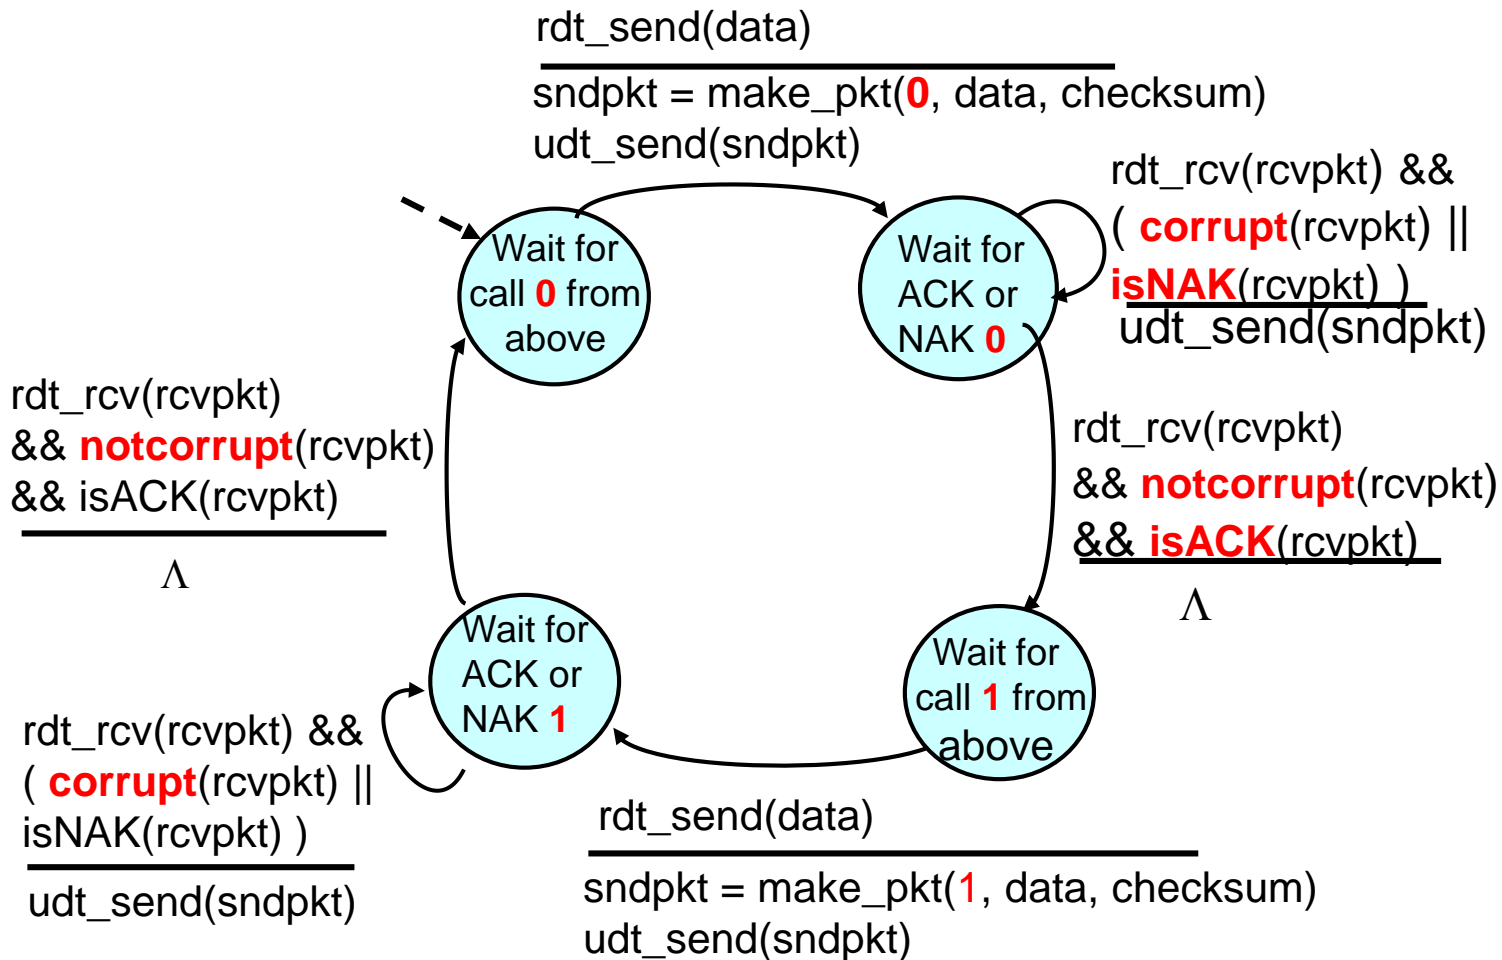 rdt_send(data)
sndpkt = make_pkt(0, data, checksum)
udt_send(sndpkt)
rdt_rcv(rcvpkt) &&
( corrupt(rcvpkt) ||
isNAK(rcvpkt) )
udt_send(sndpkt)
Wait for
call 0 from
above
Wait for
ACK or
NAK 0
rdt_rcv(rcvpkt)
&& notcorrupt(rcvpkt)
&& isACK(rcvpkt)
Λ
rdt_rcv(rcvpkt)
&& notcorrupt(rcvpkt)
&& isACK(rcvpkt)
Λ
Wait for
ACK or
NAK 1
Wait for
call 1 from
above
rdt_rcv(rcvpkt) &&
( corrupt(rcvpkt) ||
isNAK(rcvpkt) )
udt_send(sndpkt)
rdt_send(data)
sndpkt = make_pkt(1, data, checksum)
udt_send(sndpkt)